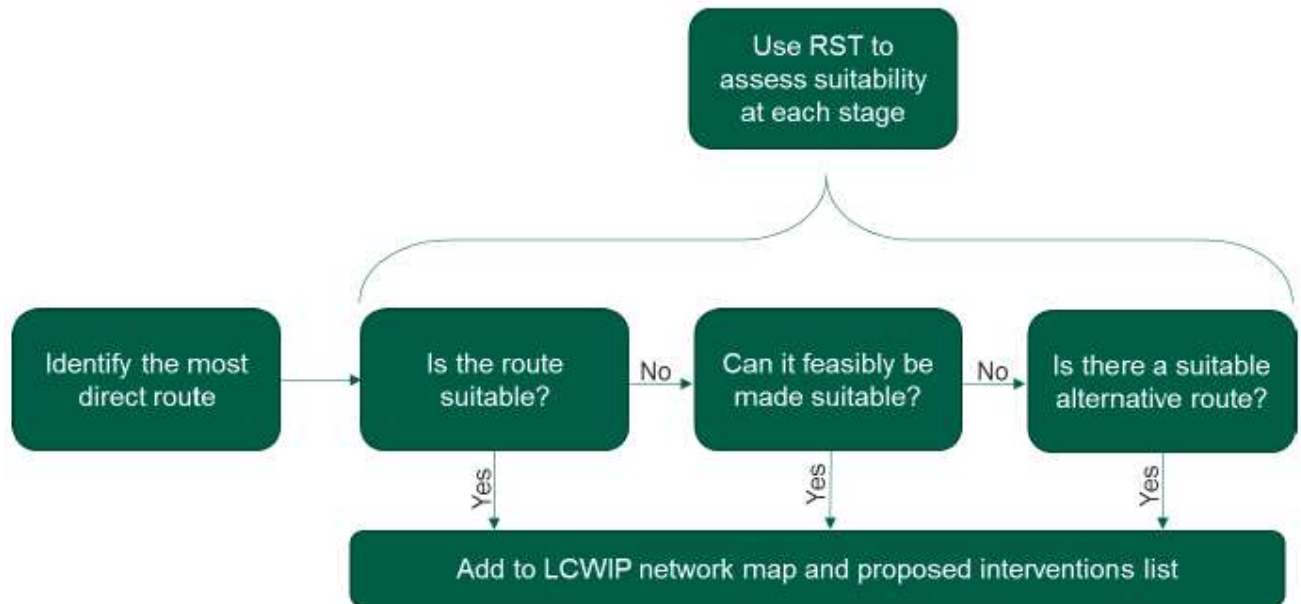 Use RST to
assess suitability
at each stage
Identify the most
direct route
Is the route
suitable?
No
Can it feasibly be
made suitable?
No
Is there a suitable
alternative route?
Yes
Yes
Yes
Add to LCWIP network map and proposed interventions list